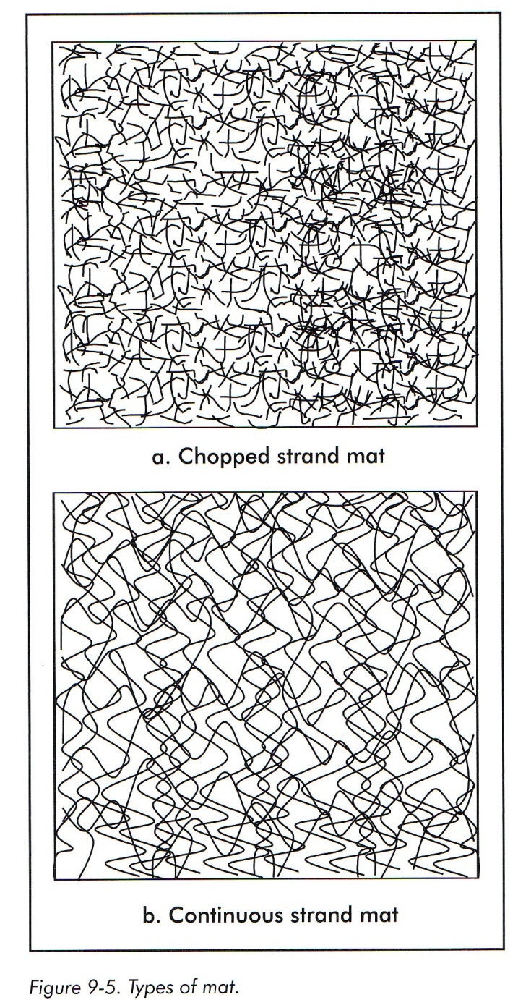 a. Chopped strand mat
b. Continuous strand mat
Figure 9-5. Types of mat.